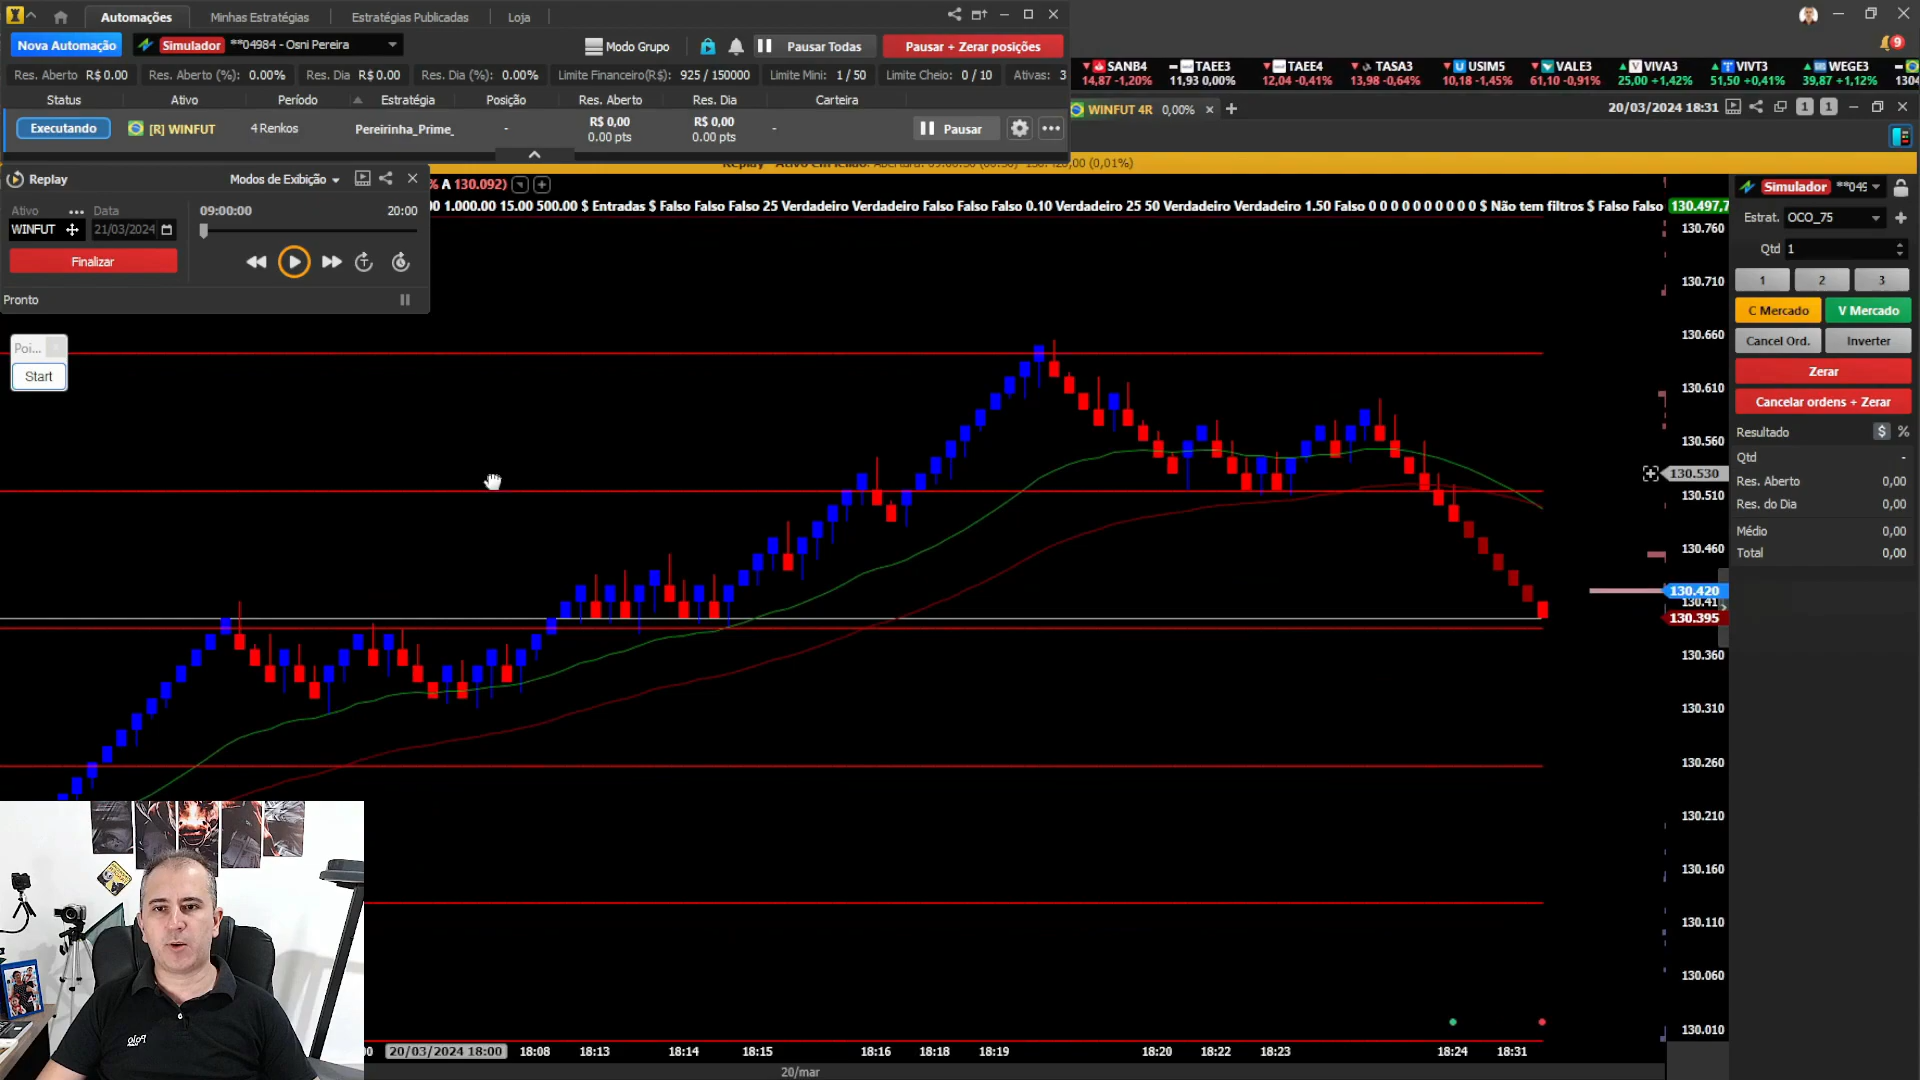 Automações
Minhas Estratégias
Estratégias Publicadas
Loja
Nova Automação
Simulador **04984 - Osni Pereira
Modo Grupo
Pausar Todas
Pausar + Zerar posições
Res. Aberto R$ 0.00
Res. Aberto (%): 0.00%
Res. Dia R$ 0.00
Res. Dia (%): 0.00%
Limite Financeiro(R$): 925 / 150000
Limite Mini: 1 / 50
Limite Cheio: 0 / 10
Ativas: 3
Status
Ativo
Período
Estratégia
Posição
Res. Aberto
Res. Dia
Carteira
Executando
[R] WINFUT
4 Renkos
Pereirinha_Prime_
-
R$ 0,00
0.00 pts
R$ 0,00
0.00 pts
-
Pausar
9
SANB4
14,87 -1,20%
TAEE3
11,93 0,00%
TAEE4
12,04 -0,41%
TASA3
13,98 -0,64%
USIM5
10,18 -1,45%
VALE3
61,10 -0,91%
VIVA3
25,00 +1,42%
VIVT3
51,50 +0,41%
WEGE3
39,87 +1,12%
1304
WINFUT 4R 0,00%
20/03/2024 18:31
1 1
(0,01%)
Replay
Modos de Exibição
Ativo
Data
WINFUT
21/03/2024
Finalizar
09:00:00
20:00
Pronto
% A 130.092)
00 1.000.00 15.00 500.00 $ Entradas $ Falso Falso Falso 25 Verdadeiro Verdadeiro Falso Falso Falso 0.10 Verdadeiro 25 50 Verdadeiro Verdadeiro 1.50 Falso 0 0 0 0 0 0 0 0 0 0 $ Não tem filtros $ Falso Falso
130.497,7
130.760
130.710
130.660
130.610
130.560
130.530
130.510
130.460
130.420
130.41
130.395
130.360
130.310
130.260
130.210
130.160
130.110
130.060
130.010
Poi...
Start
Simulador
Estrat. OCO_75
Qtd 1
1 2 3
C Mercado
V Mercado
Cancel Ord.
Inverter
Zerar
Cancelar ordens + Zerar
Resultado $ %
Qtd -
Res. Aberto 0,00
Res. do Dia 0,00
Médio 0,00
Total 0,00
Polo
20/03/2024 18:00
18:08
18:13
18:14
18:15
18:16
18:18
18:19
18:20
18:22
18:23
18:24
18:31
20/mar